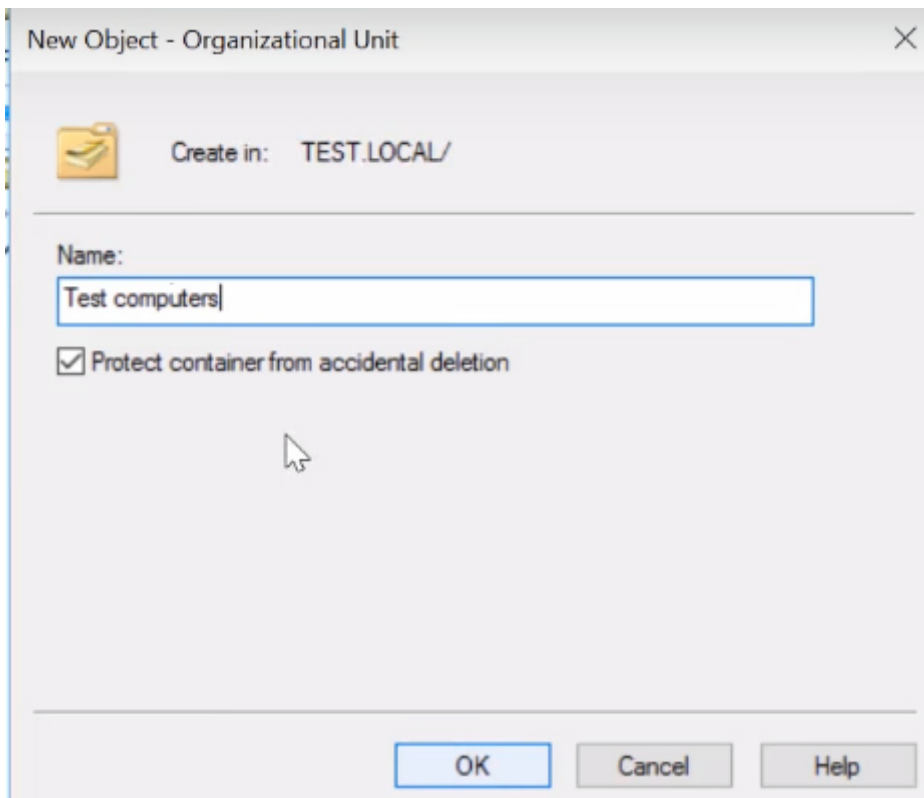 New Object - Organizational Unit
Create in: TEST.LOCAL/
Name:
Test computers
Protect container from accidental deletion
OK Cancel Help